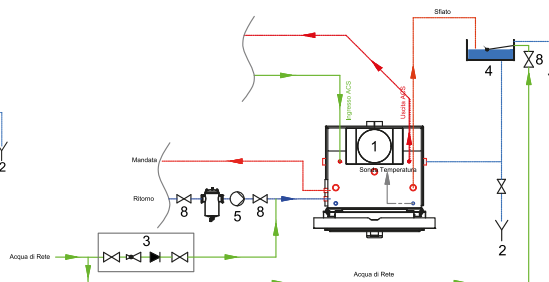 Sfiato
8
4
Ingresso ACS
Uscita ACS
1
2
Mandata
Sonda Temperatura
Ritorno
8
5
8
3
2
Acqua di Rete
Acqua di Rete